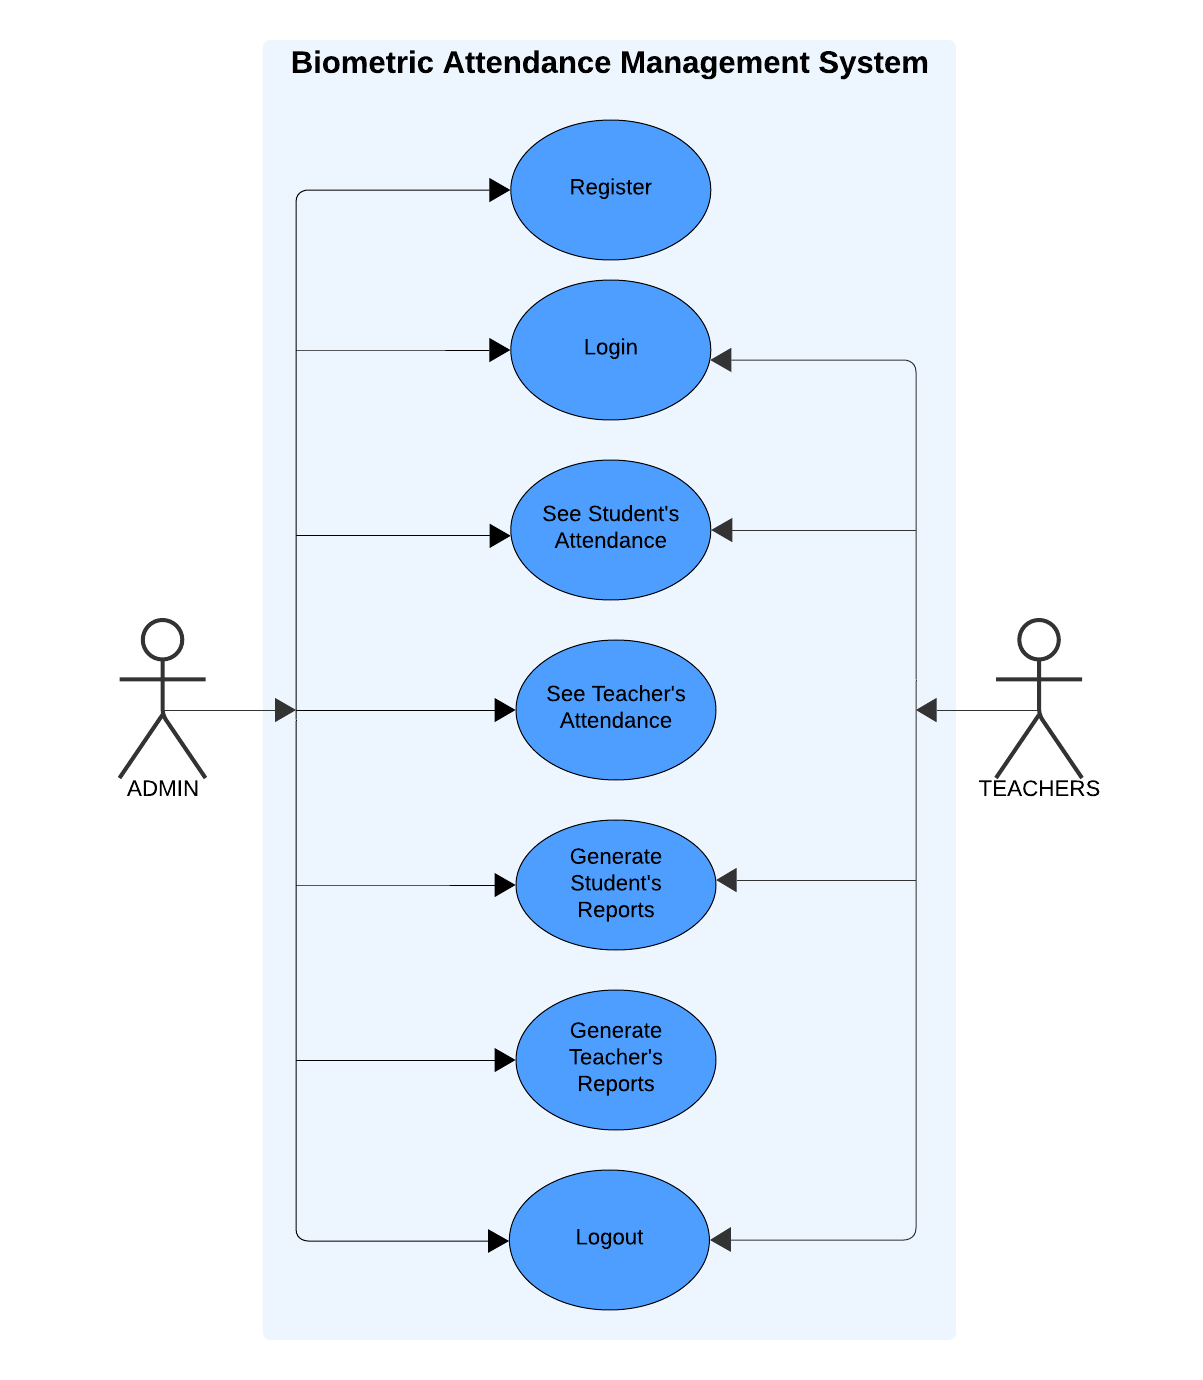 Biometric Attendance Management System
Register
Login
See Student's
Attendance
See Teacher's
Attendance
ADMIN
TEACHERS
Generate
Student's
Reports
Generate
Teacher's
Reports
Logout